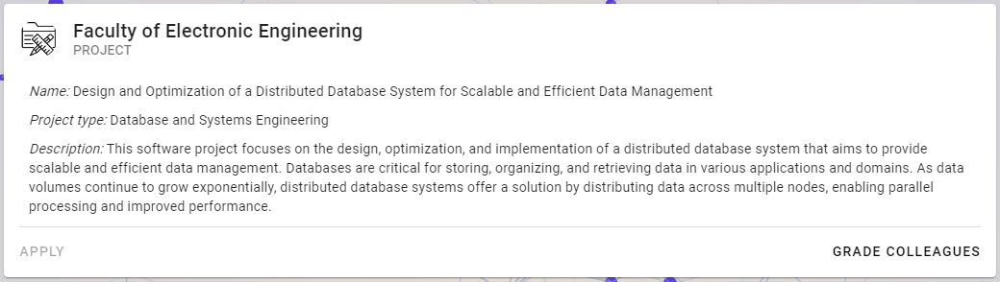 Faculty of Electronic Engineering
PROJECT
Name: Design and Optimization of a Distributed Database System for Scalable and Efficient Data Management
Project type: Database and Systems Engineering
Description: This software project focuses on the design, optimization, and implementation of a distributed database system that aims to provide
scalable and efficient data management. Databases are critical for storing, organizing, and retrieving data in various applications and domains. As data
volumes continue to grow exponentially, distributed database systems offer a solution by distributing data across multiple nodes, enabling parallel
processing and improved performance.
APPLY
GRADE COLLEAGUES